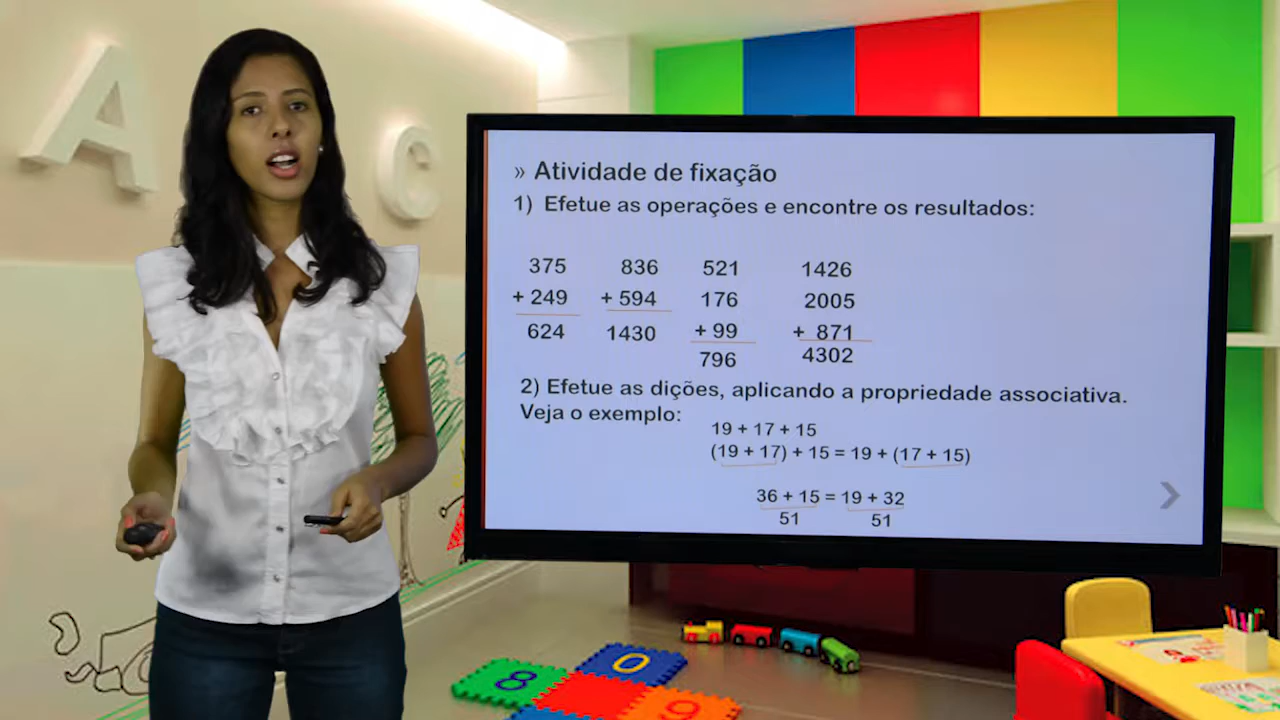 A C
» Atividade de fixação
1) Efetue as operações e encontre os resultados:
375 836 521 1426
+ 249 + 594 176 2005
624 1430 + 99 + 871
796 4302
2) Efetue as dições, aplicando a propriedade associativa.
Veja o exemplo:
19 + 17 + 15
(19 + 17) + 15 = 19 + (17 + 15)
36 + 15 = 19 + 32
51 51
8 0 9